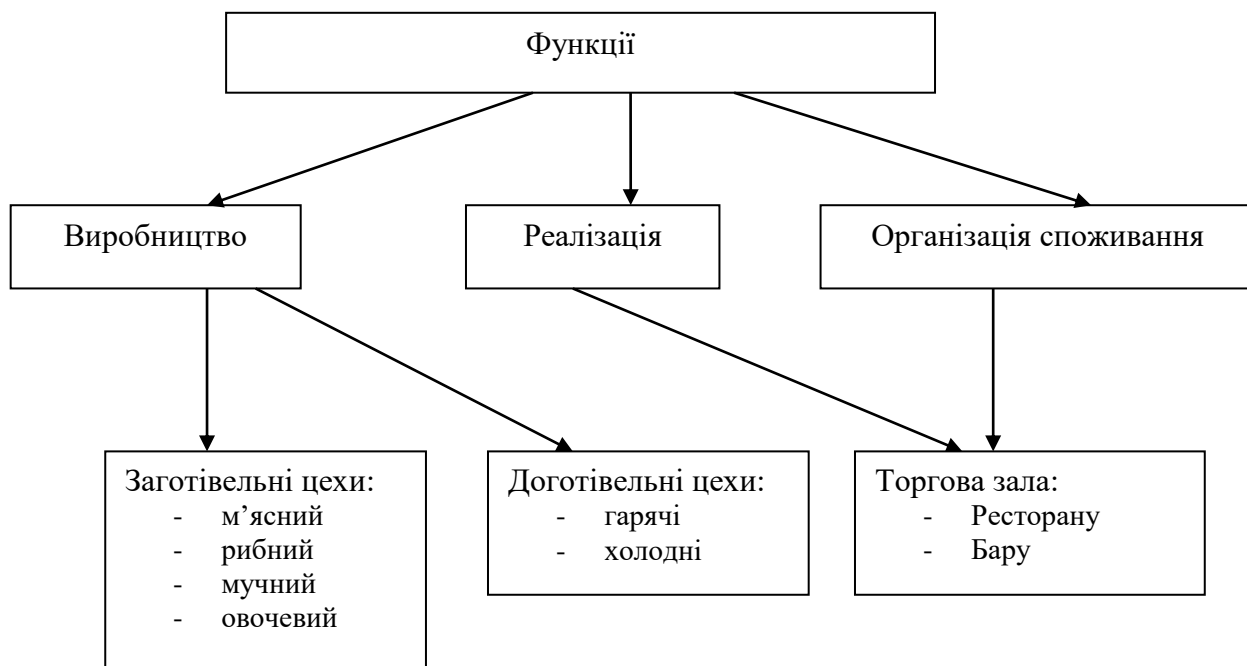 Функції
Виробництво
Реалізація
Організація споживання
Заготівельні цехи:
- м’ясний
- рибний
- мучний
- овочевий
Доготівельні цехи:
- гарячі
- холодні
Торгова зала:
- Ресторану
- Бару